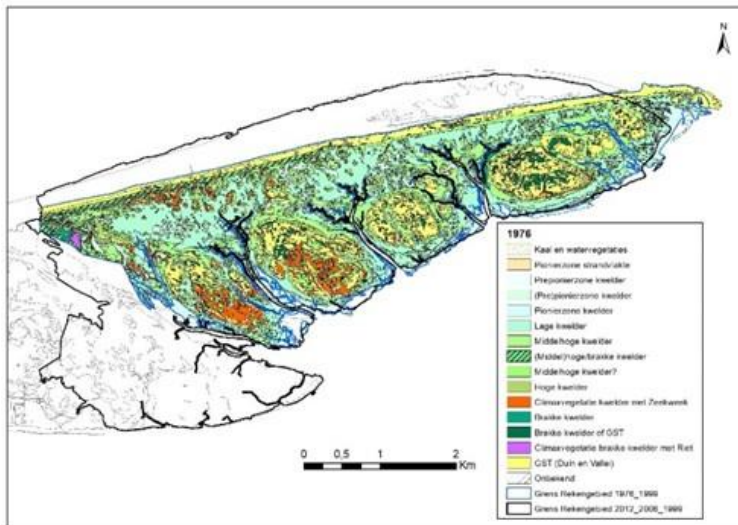 N
1976
Kaal en watervegetaties
Pionierzone strandvlakte
Prepionierzone kwelder
(Pre)pionierzone kwelder
Pionierzone kwelder
Lage kwelder
Middelhoge kwelder
(Middel)hoge/brakke kwelder
Middelhoge kwelder?
Hoge kwelder
Climaxvegetatie kwelder met Zeekweek
Brakke kwelder
Brakke kwelder of GST
Climaxvegetatie brakke kwelder met Riet
GST (Duin en Vallei)
Onbekend
Grens Rekengebied 1976_1999
Grens Rekengebied 2012_2006_1999
0 0,5 1 2
Km